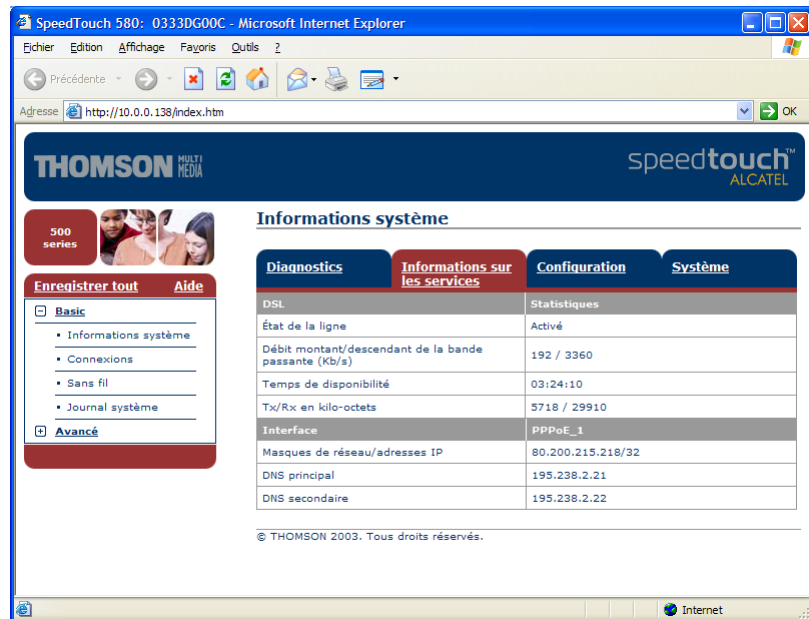 SpeedTouch 580: 0333DG00C - Microsoft Internet Explorer
Fichier Edition Affichage Favoris Outils ?
Précédente
Adresse http://10.0.0.138/index.htm OK
THOMSON MULTI MEDIA
speedtouch™
ALCATEL
500 series
Informations système
Diagnostics Informations sur les services Configuration Système
Enregistrer tout Aide
Basic
Informations système
Connexions
Sans fil
Journal système
Avancé
DSL Statistiques
État de la ligne Activé
Débit montant/descendant de la bande passante (Kb/s) 192 / 3360
Temps de disponibilité 03:24:10
Tx/Rx en kilo-octets 5718 / 29910
Interface PPPoE_1
Masques de réseau/adresses IP 80.200.215.218/32
DNS principal 195.238.2.21
DNS secondaire 195.238.2.22
© THOMSON 2003. Tous droits réservés.
Internet